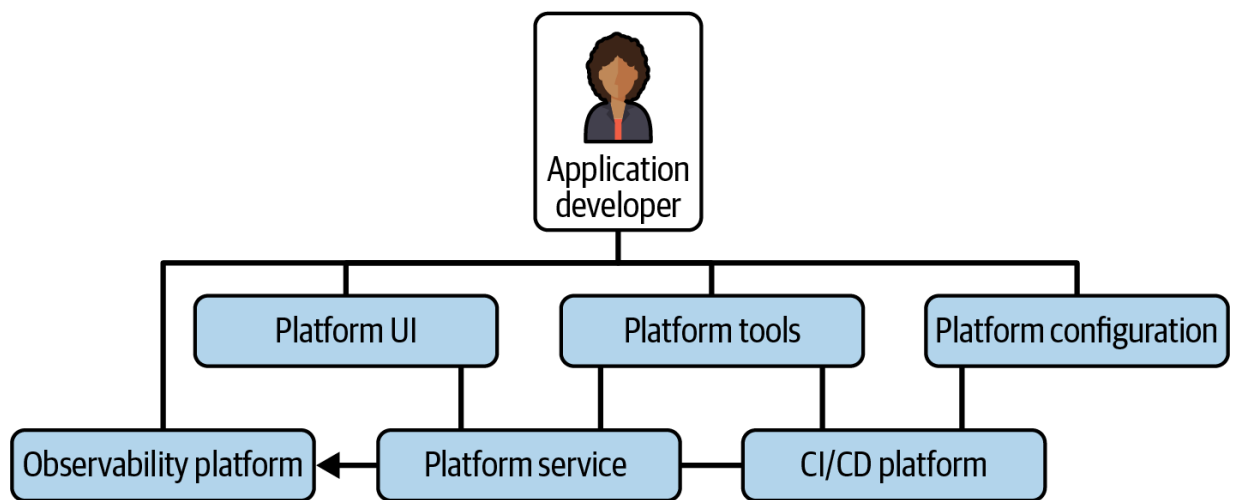 Application
developer
Platform UI
Platform tools
Platform configuration
Observability platform
Platform service
CI/CD platform